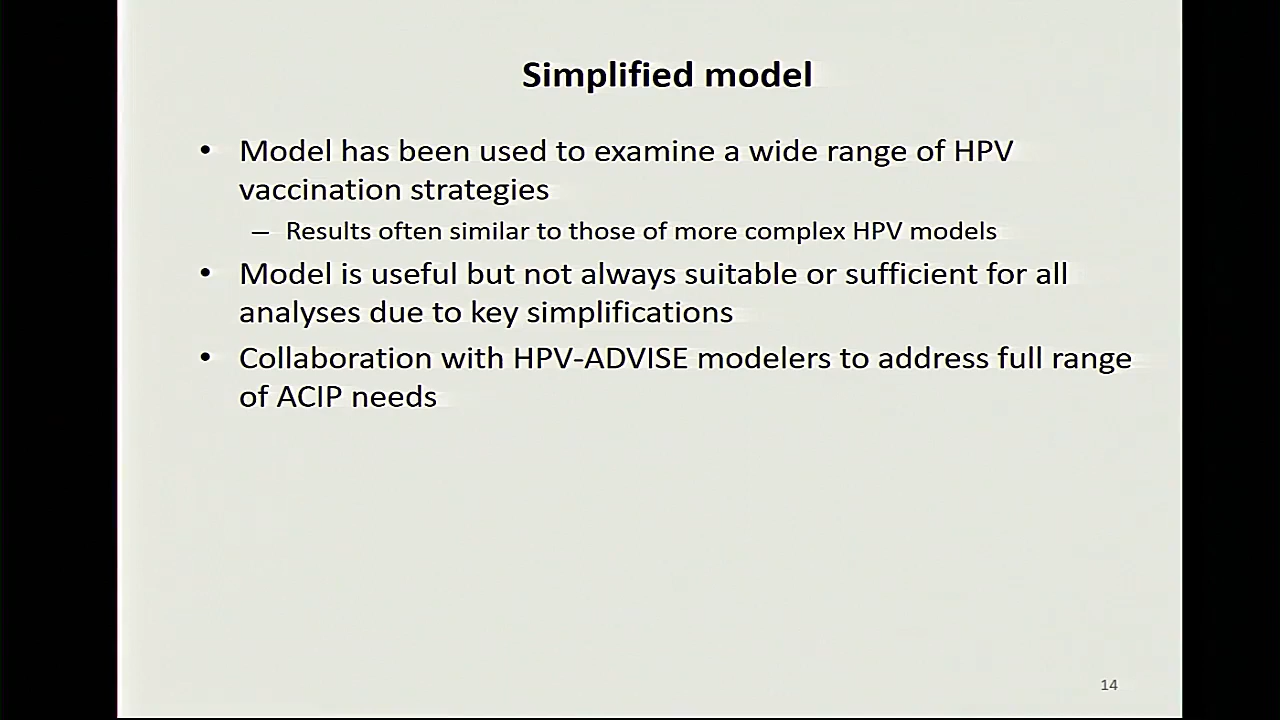 Simplified model
• Model has been used to examine a wide range of HPV
vaccination strategies
– Results often similar to those of more complex HPV models
• Model is useful but not always suitable or sufficient for all
analyses due to key simplifications
• Collaboration with HPV-ADVISE modelers to address full range
of ACIP needs
14